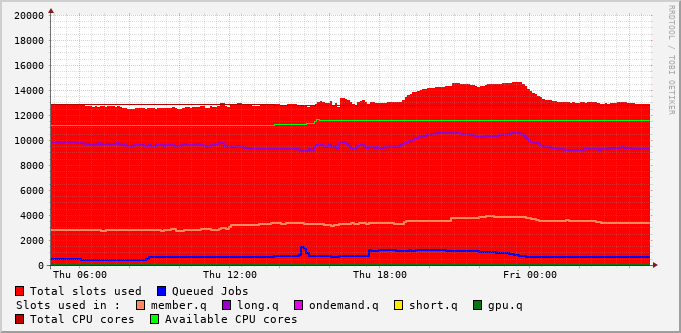 20000
18000
16000
14000
12000
10000
8000
6000
4000
2000
0
Thu 06:00 Thu 12:00 Thu 18:00 Fri 00:00
RRDTOOL / TOBI OETIKER
Total slots used Queued Jobs
Slots used in : member.q long.q ondemand.q short.q gpu.q
Total CPU cores Available CPU cores